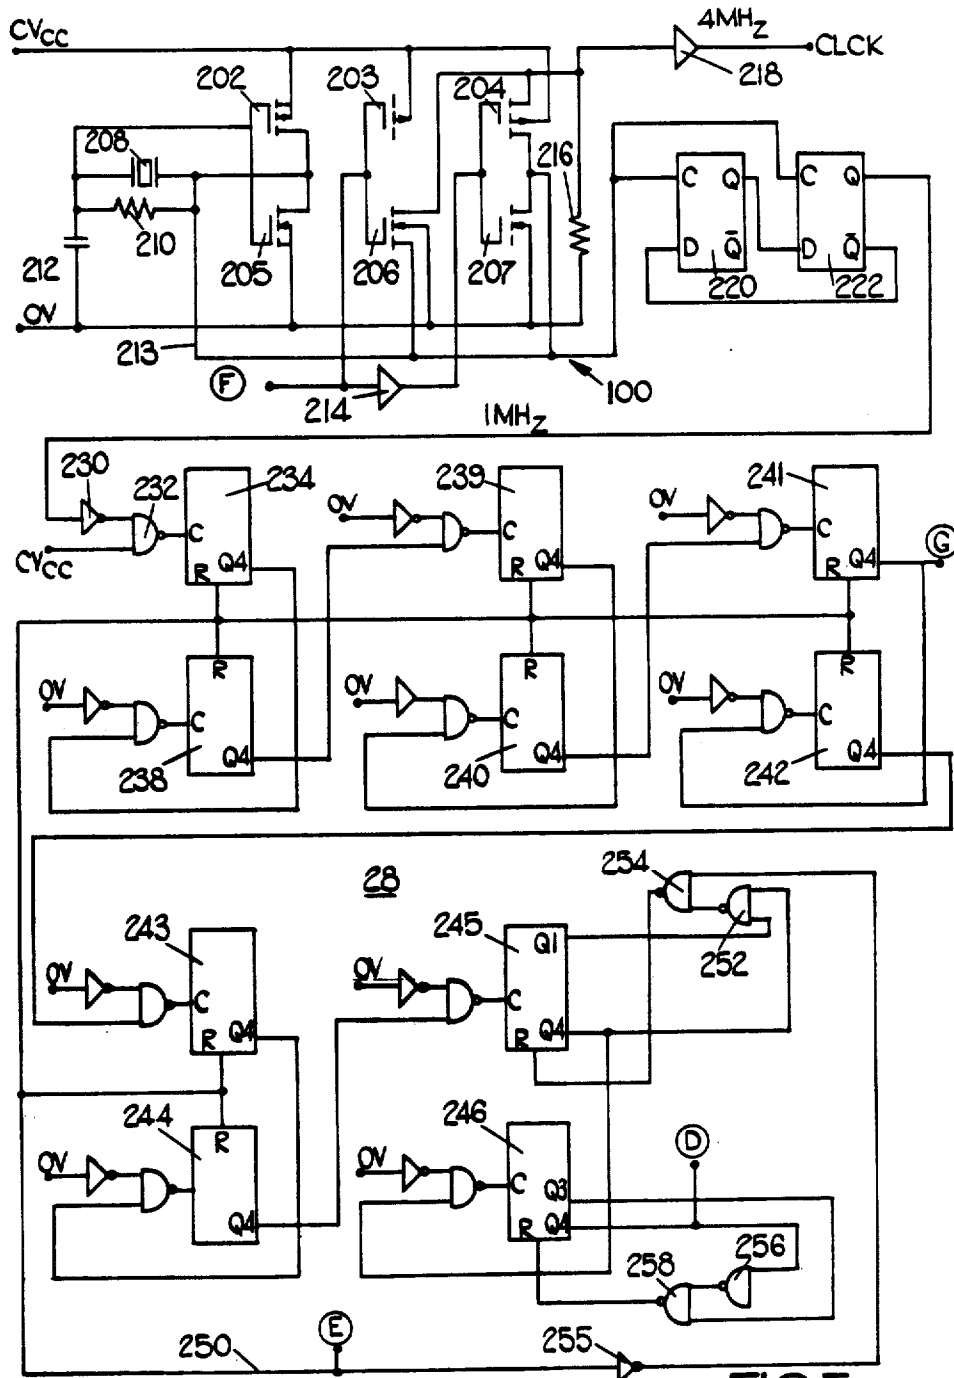 CVCC
4MHZ
CLCK
218
202
203
204
208
216
210
212
205
206
207
C
Q
D
Q̄
220
C
Q
D
Q̄
222
0V
213
F
214
100
1MHZ
230
232
234
CVCC
C
R
Q4
239
0V
C
R
Q4
241
0V
C
R
Q4
G
0V
R
C
238
Q4
0V
R
C
240
Q4
0V
R
C
242
Q4
28
254
252
243
0V
C
R
Q4
245
0V
Q1
C
R
Q4
244
0V
R
Q4
246
0V
C
Q3
R
Q4
D
258
256
250
E
255